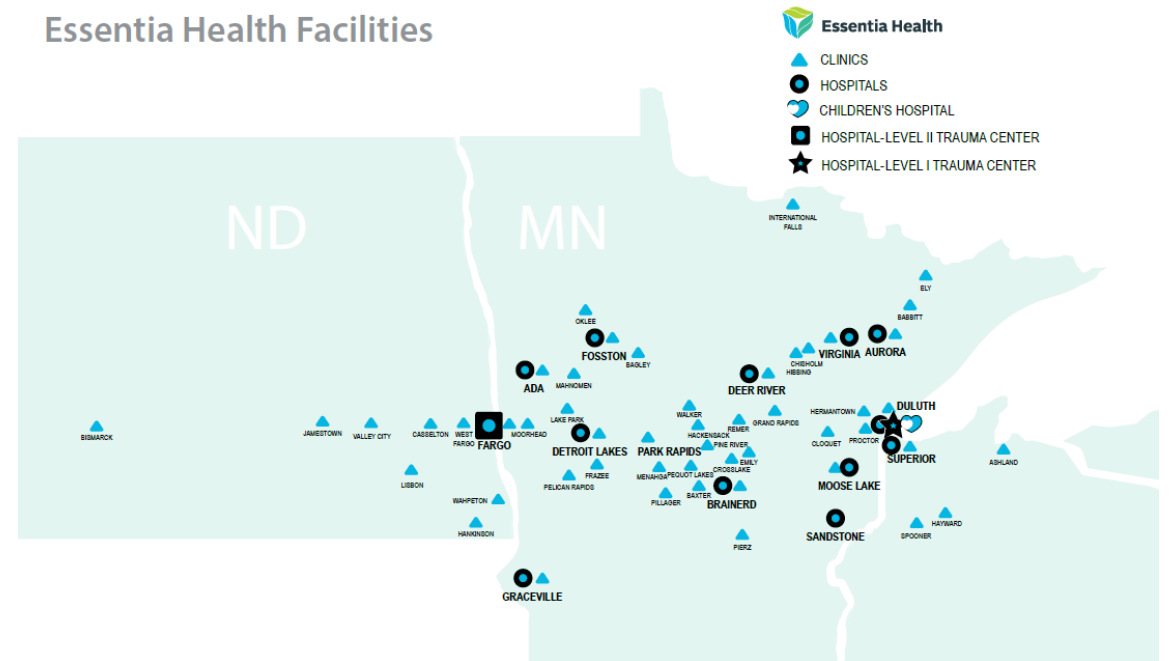 Essentia Health Facilities
Essentia Health
CLINICS
HOSPITALS
CHILDREN'S HOSPITAL
HOSPITAL-LEVEL II TRAUMA CENTER
HOSPITAL-LEVEL I TRAUMA CENTER
ND
MN
INTERNATIONAL
FALLS
ELY
BABBITT
OKLEE
FOSSTON
BAGLEY
VIRGINIA
AURORA
CHISHOLM
HIBBING
ADA
MAHNOMEN
DEER RIVER
BISMARCK
JAMESTOWN
VALLEY CITY
CASSELTON
WEST
FARGO
FARGO
MOORHEAD
LAKE PARK
DETROIT LAKES
PARK RAPIDS
WALKER
HACKENSACK
REMER
GRAND RAPIDS
HERMANTOWN
DULUTH
PROCTOR
CLOQUET
SUPERIOR
ASHLAND
PINE RIVER
EMILY
CROSSLAKE
LISBON
PELICAN RAPIDS
FRAZEE
MENAHGA
PEQUOT LAKES
MOOSE LAKE
WAHPETON
PILLAGER
BAXTER
BRAINERD
HANKINSON
PIERZ
SANDSTONE
SPOONER
HAYWARD
GRACEVILLE